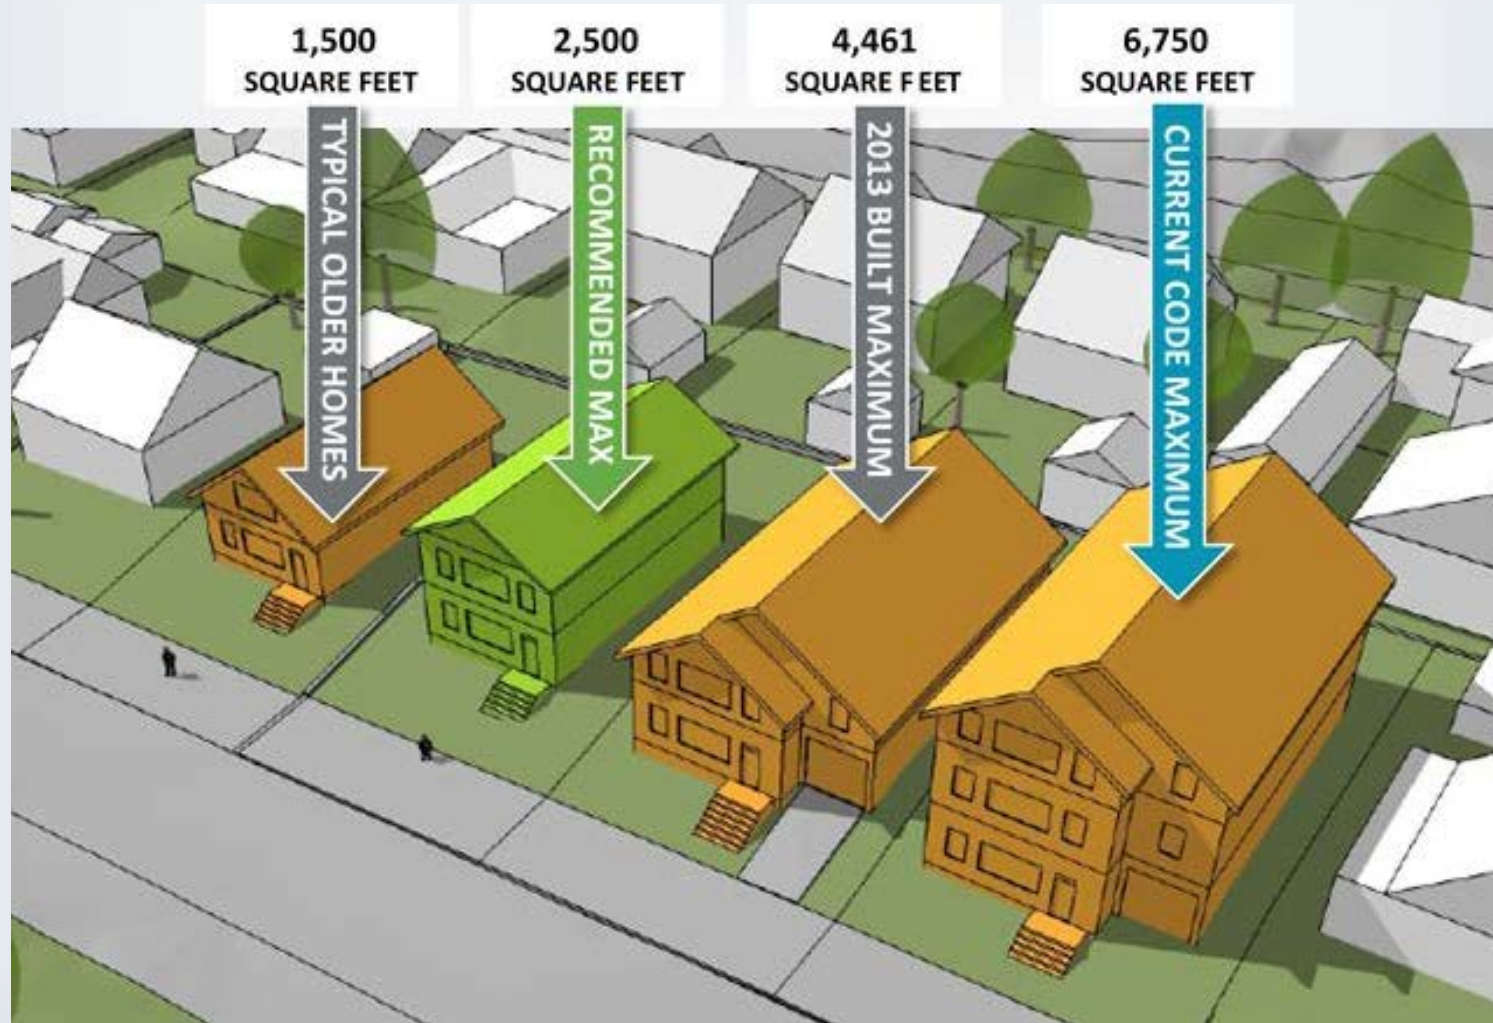 1,500
SQUARE FEET
2,500
SQUARE FEET
4,461
SQUARE FEET
6,750
SQUARE FEET
TYPICAL OLDER HOMES
RECOMMENDED MAX
2013 BUILT MAXIMUM
CURRENT CODE MAXIMUM